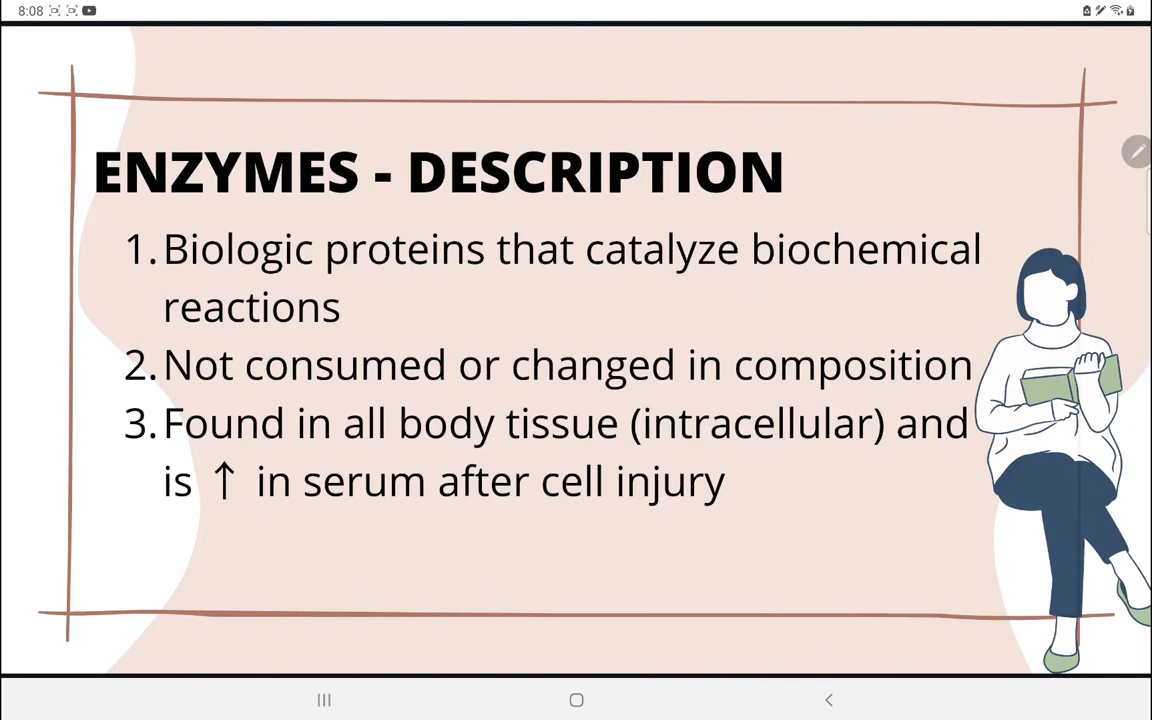 8:08
ENZYMES - DESCRIPTION
1. Biologic proteins that catalyze biochemical
reactions
2. Not consumed or changed in composition
3. Found in all body tissue (intracellular) and
is ↑ in serum after cell injury